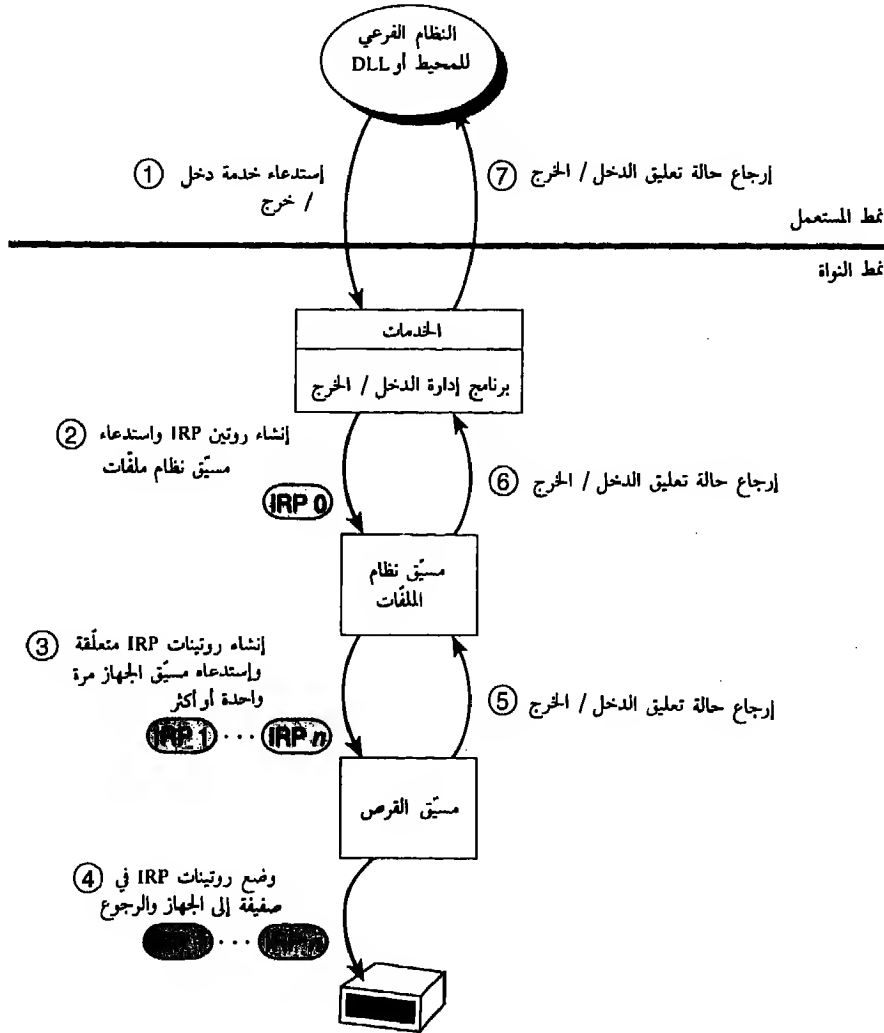 النظام الفرعي
للمحيط أو DLL
إستدعاء خدمة دخل ①
/ خرج
إرجاع حالة تعليق الدخل / الخرج ⑦
نمط المستعمل
نمط النواة
الخدمات
برنامج إدارة الدخل / الخرج
إنشاء روتين IRP واستدعاء ②
مسيّق نظام ملفّات
IRP 0
إرجاع حالة تعليق الدخل / الخرج ⑥
مسيّق نظام
الملفّات
إنشاء روتينات IRP متعلّقة ③
وإستدعاء مسيّق الجهاز مرة
واحدة أو أكثر
IRP 1 · · · IRP n
إرجاع حالة تعليق الدخل / الخرج ⑤
مسيّق القرص
وضع روتينات IRP في ④
صفيفة إلى الجهاز والرجوع
· · · IRP n